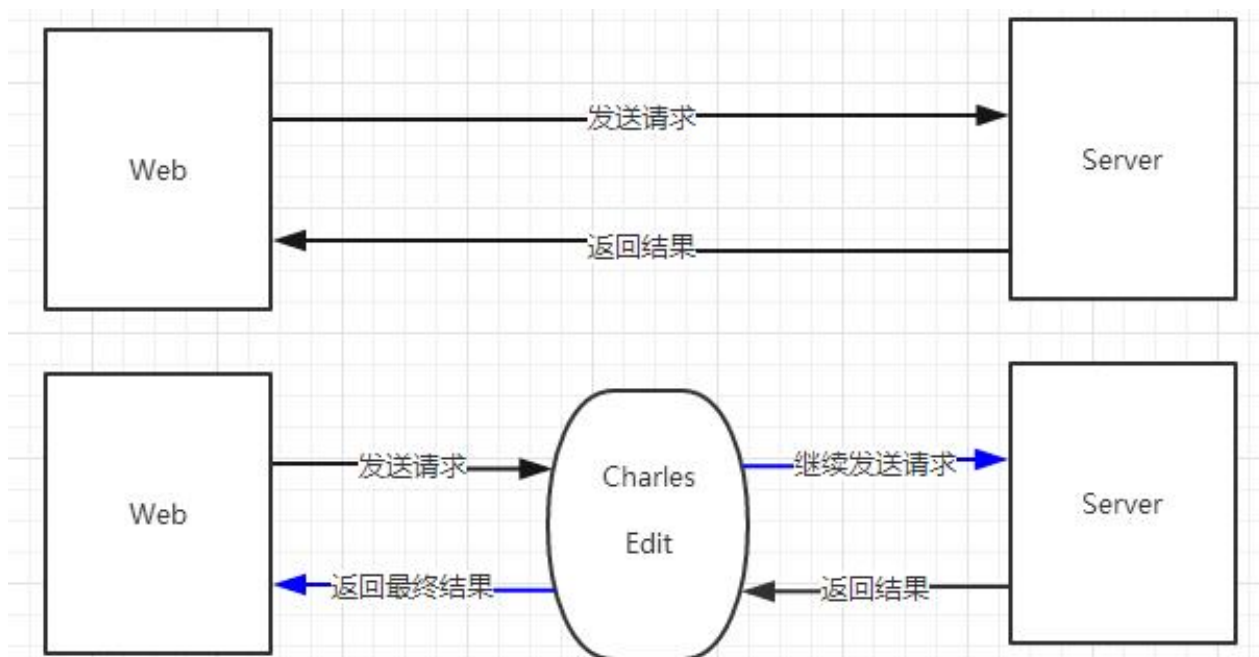 Web
发送请求
Server
返回结果
Web
发送请求
Charles
Edit
继续发送请求
Server
返回最终结果
返回结果